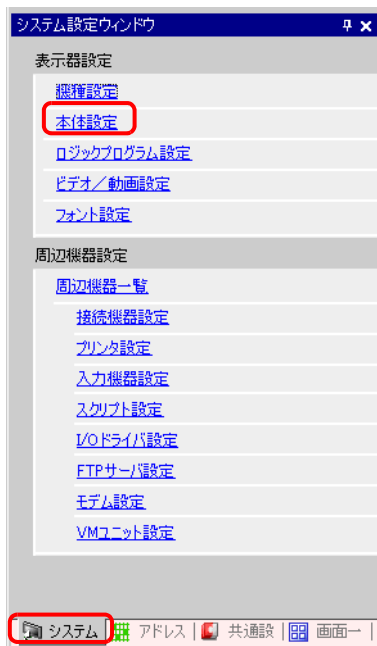 システム設定ウィンドウ
表示器設定
機種設定
本体設定
ロジックプログラム設定
ビデオ／動画設定
フォント設定
周辺機器設定
周辺機器一覧
接続機器設定
プリンタ設定
入力機器設定
スクリプト設定
I/Oドライバ設定
FTPサーバ設定
モデム設定
VMユニット設定
システム アドレス 共通設 画面一